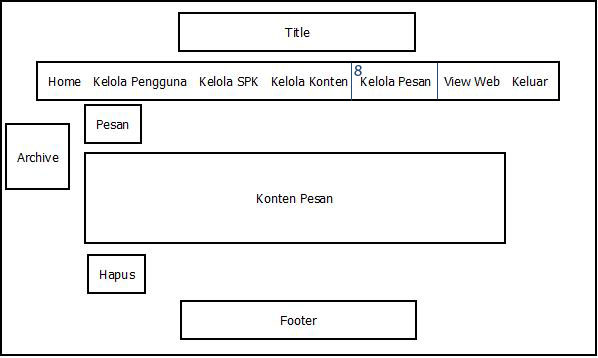 Title
8
Home Kelola Pengguna Kelola SPK Kelola Konten Kelola Pesan View Web Keluar
Pesan
Archive
Konten Pesan
Hapus
Footer